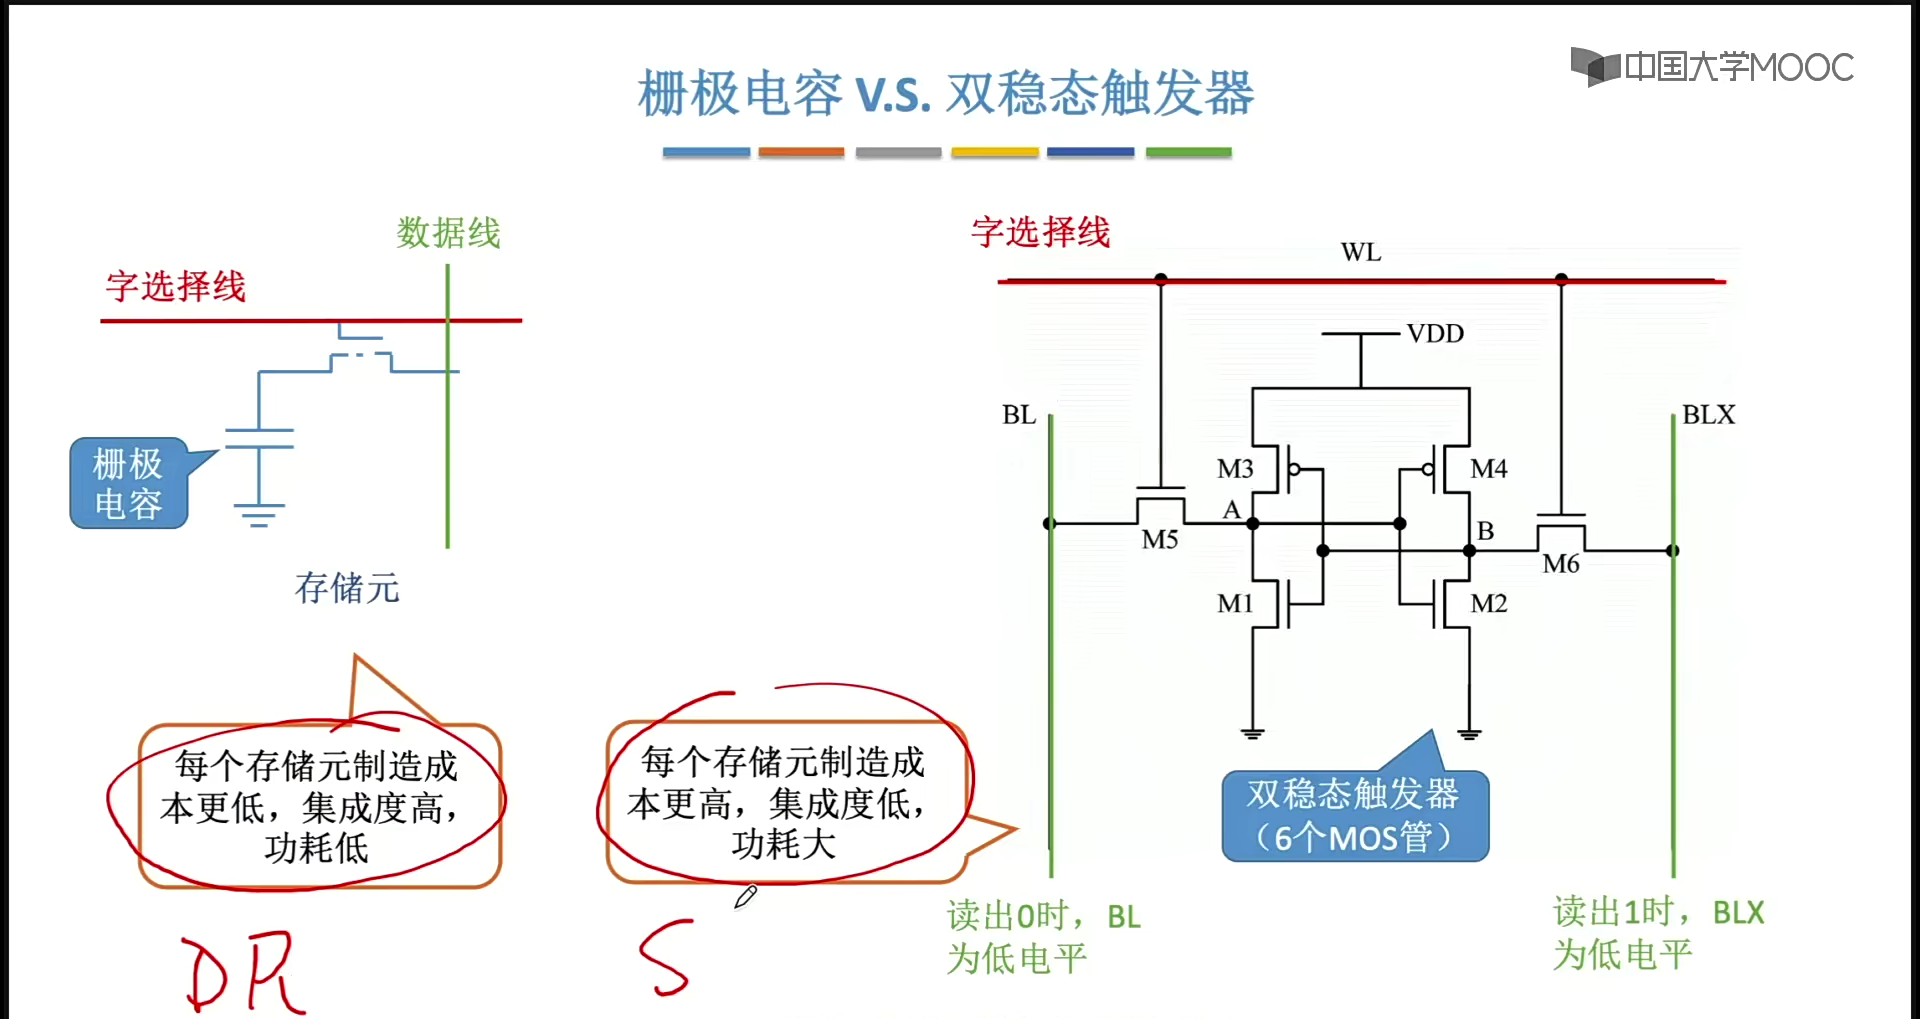 中国大学MOOC
栅极电容 V.S. 双稳态触发器
数据线
字选择线
栅极
电容
存储元
每个存储元制造成
本更低，集成度高，
功耗低
DR
每个存储元制造成
本更高，集成度低，
功耗大
S
字选择线
WL
VDD
BL
BLX
M3
M4
A
B
M5
M6
M1
M2
双稳态触发器
（6个MOS管）
读出0时，BL
为低电平
读出1时，BLX
为低电平